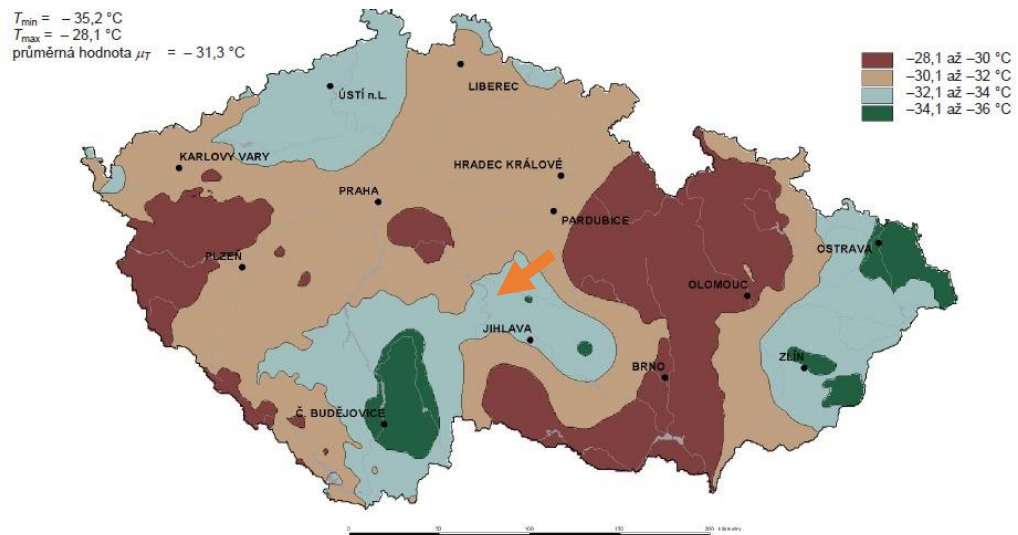 Tmin = – 35,2 °C
Tmax = – 28,1 °C
průměrná hodnota μT = – 31,3 °C
–28,1 až –30 °C
–30,1 až –32 °C
–32,1 až –34 °C
–34,1 až –36 °C
LIBEREC
ÚSTÍ n.L.
KARLOVY VARY
HRADEC KRÁLOVÉ
PRAHA
PARDUBICE
OSTRAVA
PLZEŇ
OLOMOUC
JIHLAVA
ZLÍN
BRNO
Č. BUDĚJOVICE
0 50 100 150 200 kilometry